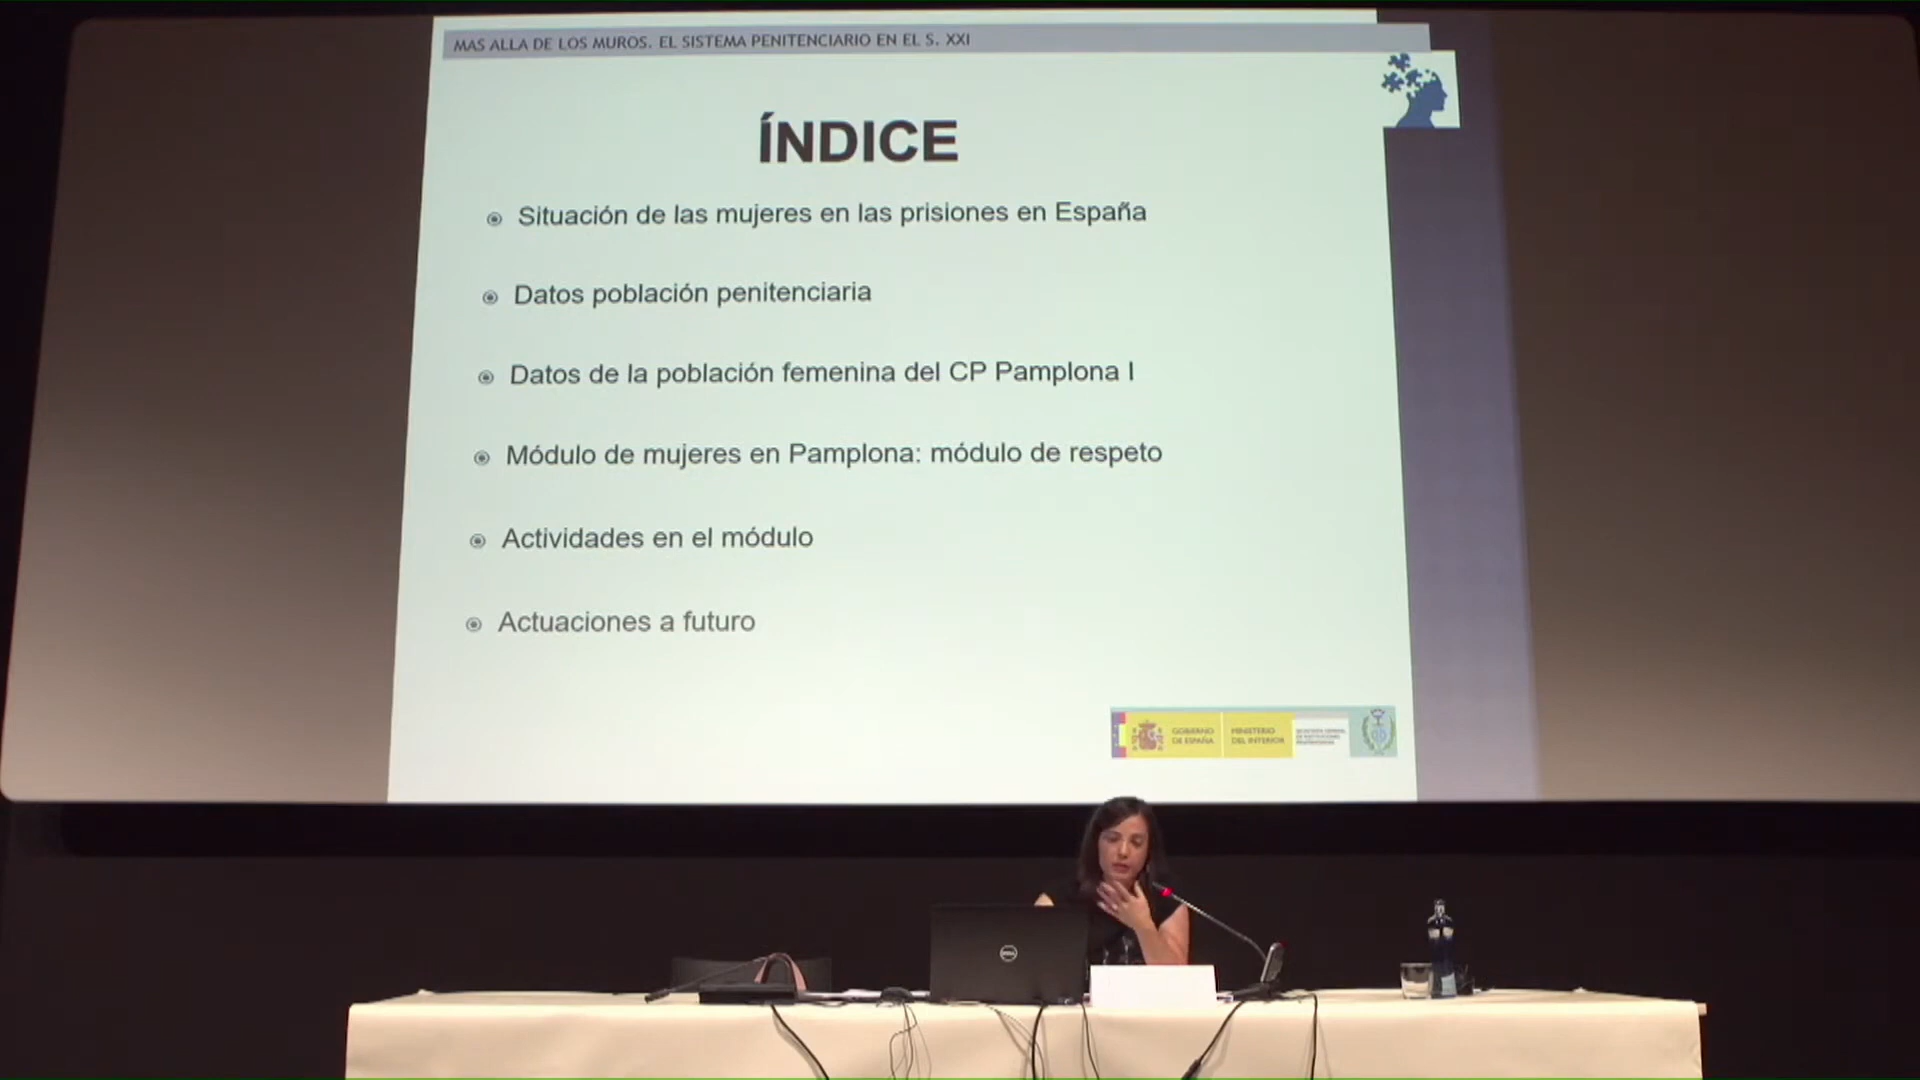 MAS ALLA DE LOS MUROS. EL SISTEMA PENITENCIARIO EN EL S. XXI
ÍNDICE
Situación de las mujeres en las prisiones en España
Datos población penitenciaria
Datos de la población femenina del CP Pamplona I
Módulo de mujeres en Pamplona: módulo de respeto
Actividades en el módulo
Actuaciones a futuro
GOBIERNO
DE ESPAÑA
MINISTERIO
DEL INTERIOR
DELL